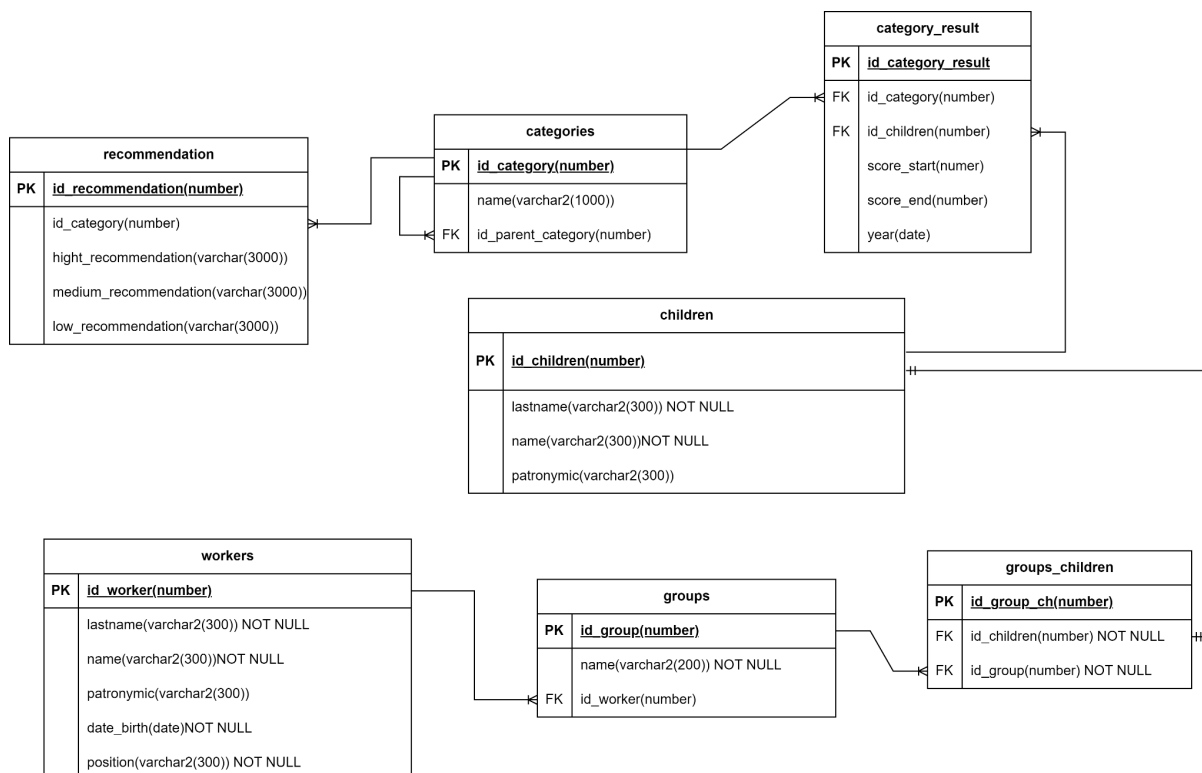 category_result
PK id_category_result
FK id_category(number)
FK id_children(number)
score_start(numer)
score_end(number)
year(date)
categories
PK id_category(number)
name(varchar2(1000))
FK id_parent_category(number)
recommendation
PK id_recommendation(number)
id_category(number)
hight_recommendation(varchar(3000))
medium_recommendation(varchar(3000))
low_recommendation(varchar(3000))
children
PK id_children(number)
lastname(varchar2(300)) NOT NULL
name(varchar2(300))NOT NULL
patronymic(varchar2(300))
workers
PK id_worker(number)
lastname(varchar2(300)) NOT NULL
name(varchar2(300))NOT NULL
patronymic(varchar2(300))
date_birth(date)NOT NULL
position(varchar2(300)) NOT NULL
groups
PK id_group(number)
name(varchar2(200)) NOT NULL
FK id_worker(number)
groups_children
PK id_group_ch(number)
FK id_children(number) NOT NULL
FK id_group(number) NOT NULL